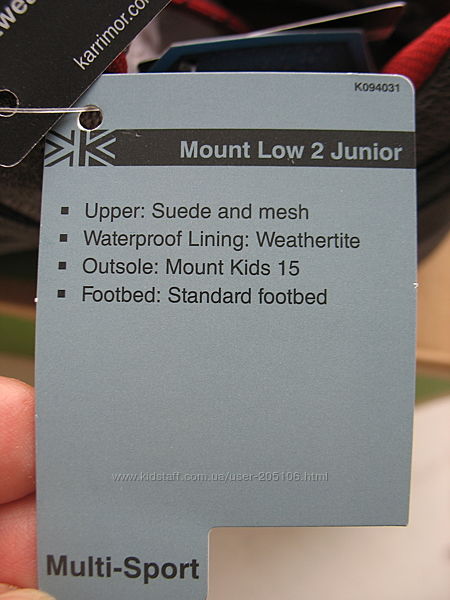 karrimor.com
K094031
Mount Low 2 Junior
▪ Upper: Suede and mesh
▪ Waterproof Lining: Weathertite
▪ Outsole: Mount Kids 15
▪ Footbed: Standard footbed
www.kidstaff.com.ua/user-205106.html
Multi-Sport